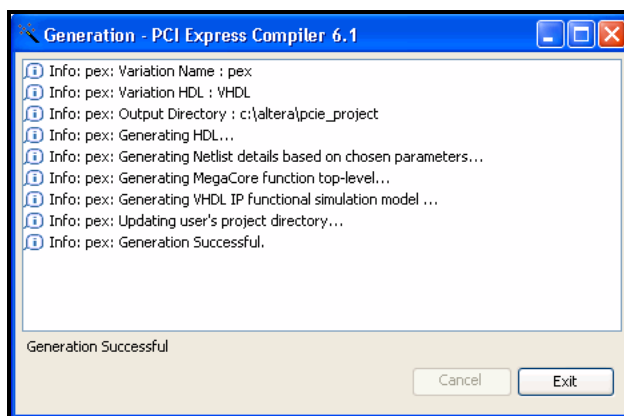 Generation - PCI Express Compiler 6.1
Info: pex: Variation Name : pex
Info: pex: Variation HDL : VHDL
Info: pex: Output Directory : c:\altera\pcie_project
Info: pex: Generating HDL...
Info: pex: Generating Netlist details based on chosen parameters...
Info: pex: Generating MegaCore function top-level...
Info: pex: Generating VHDL IP functional simulation model ...
Info: pex: Updating user's project directory...
Info: pex: Generation Successful.
Generation Successful
Cancel
Exit